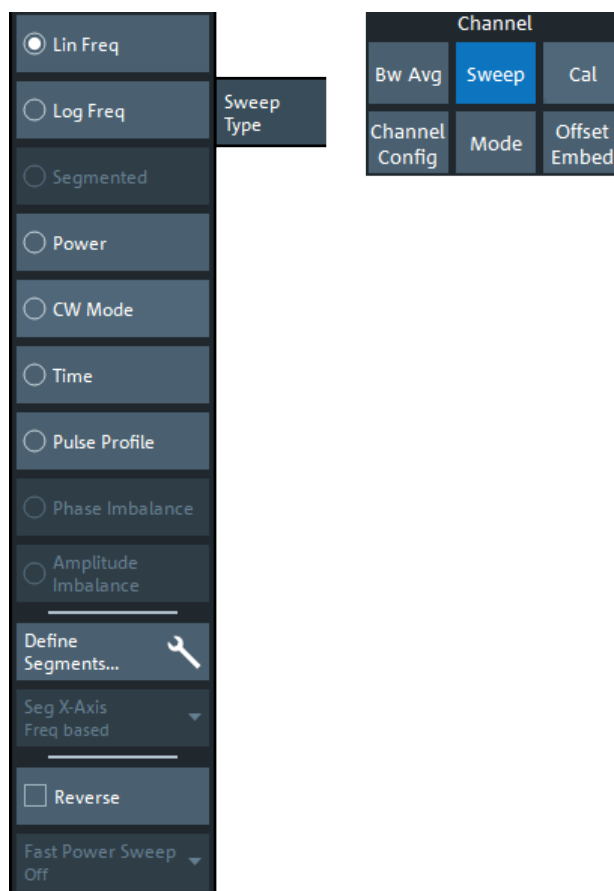 Lin Freq
Log Freq
Segmented
Power
CW Mode
Time
Pulse Profile
Phase Imbalance
Amplitude
Imbalance
Define
Segments...
Seg X-Axis
Freq based
Reverse
Fast Power Sweep
Off
Sweep
Type
Channel
Bw Avg
Sweep
Cal
Channel
Config
Mode
Offset
Embed